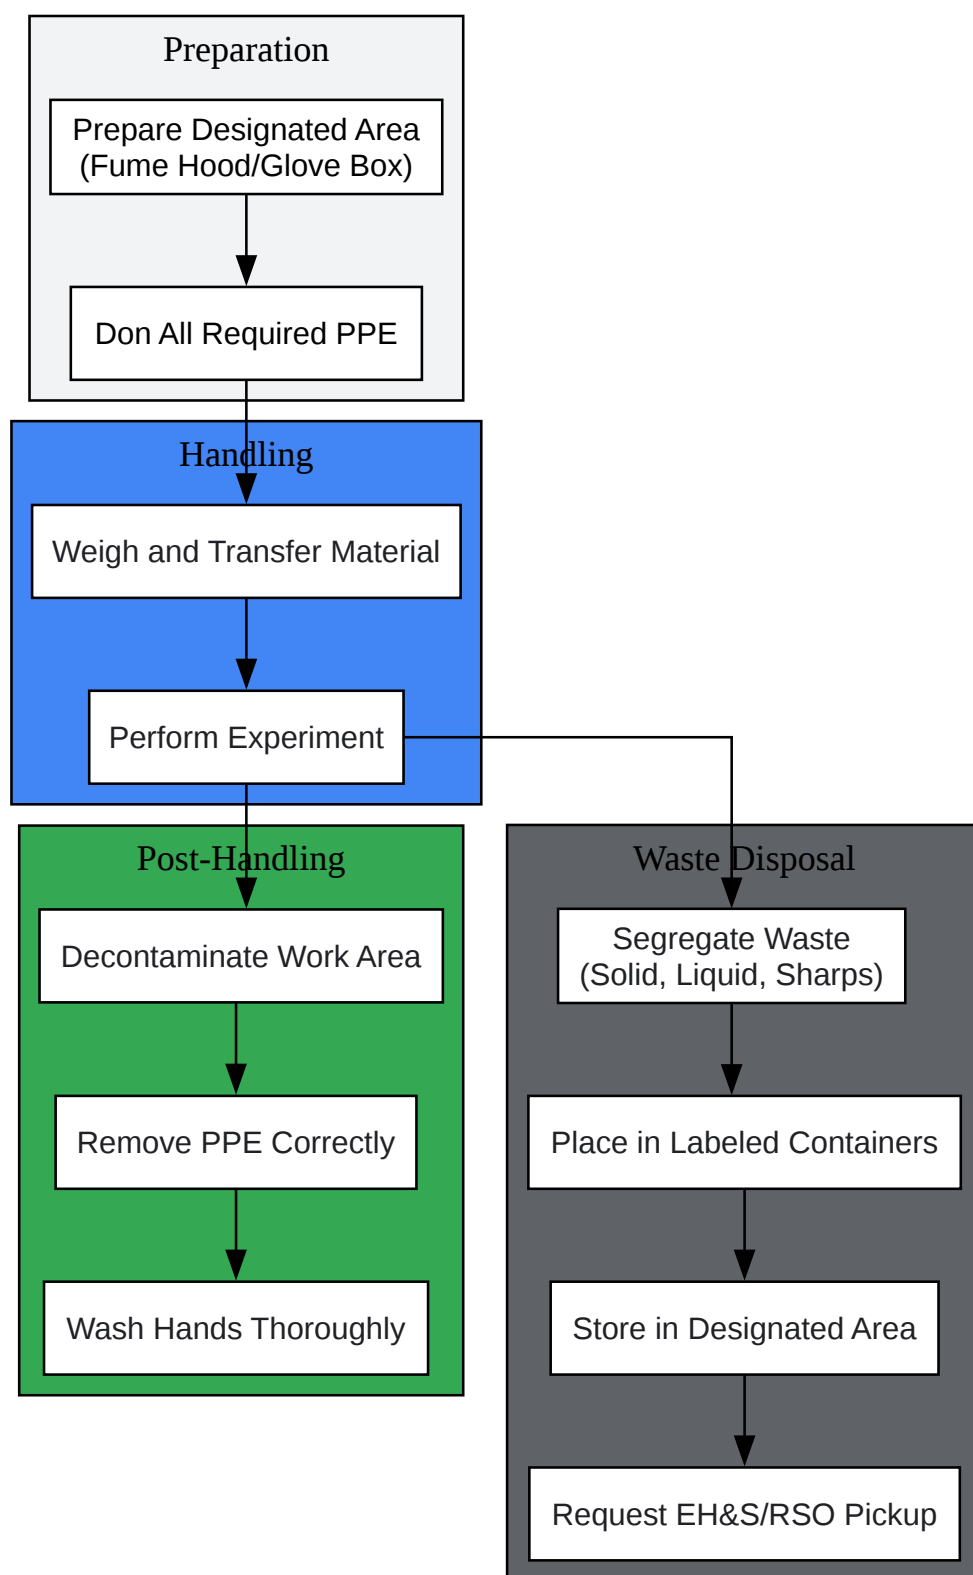 Preparation
Prepare Designated Area
(Fume Hood/Glove Box)
Don All Required PPE
Handling
Weigh and Transfer Material
Perform Experiment
Post-Handling
Decontaminate Work Area
Remove PPE Correctly
Wash Hands Thoroughly
Waste Disposal
Segregate Waste
(Solid, Liquid, Sharps)
Place in Labeled Containers
Store in Designated Area
Request EH&S/RSO Pickup